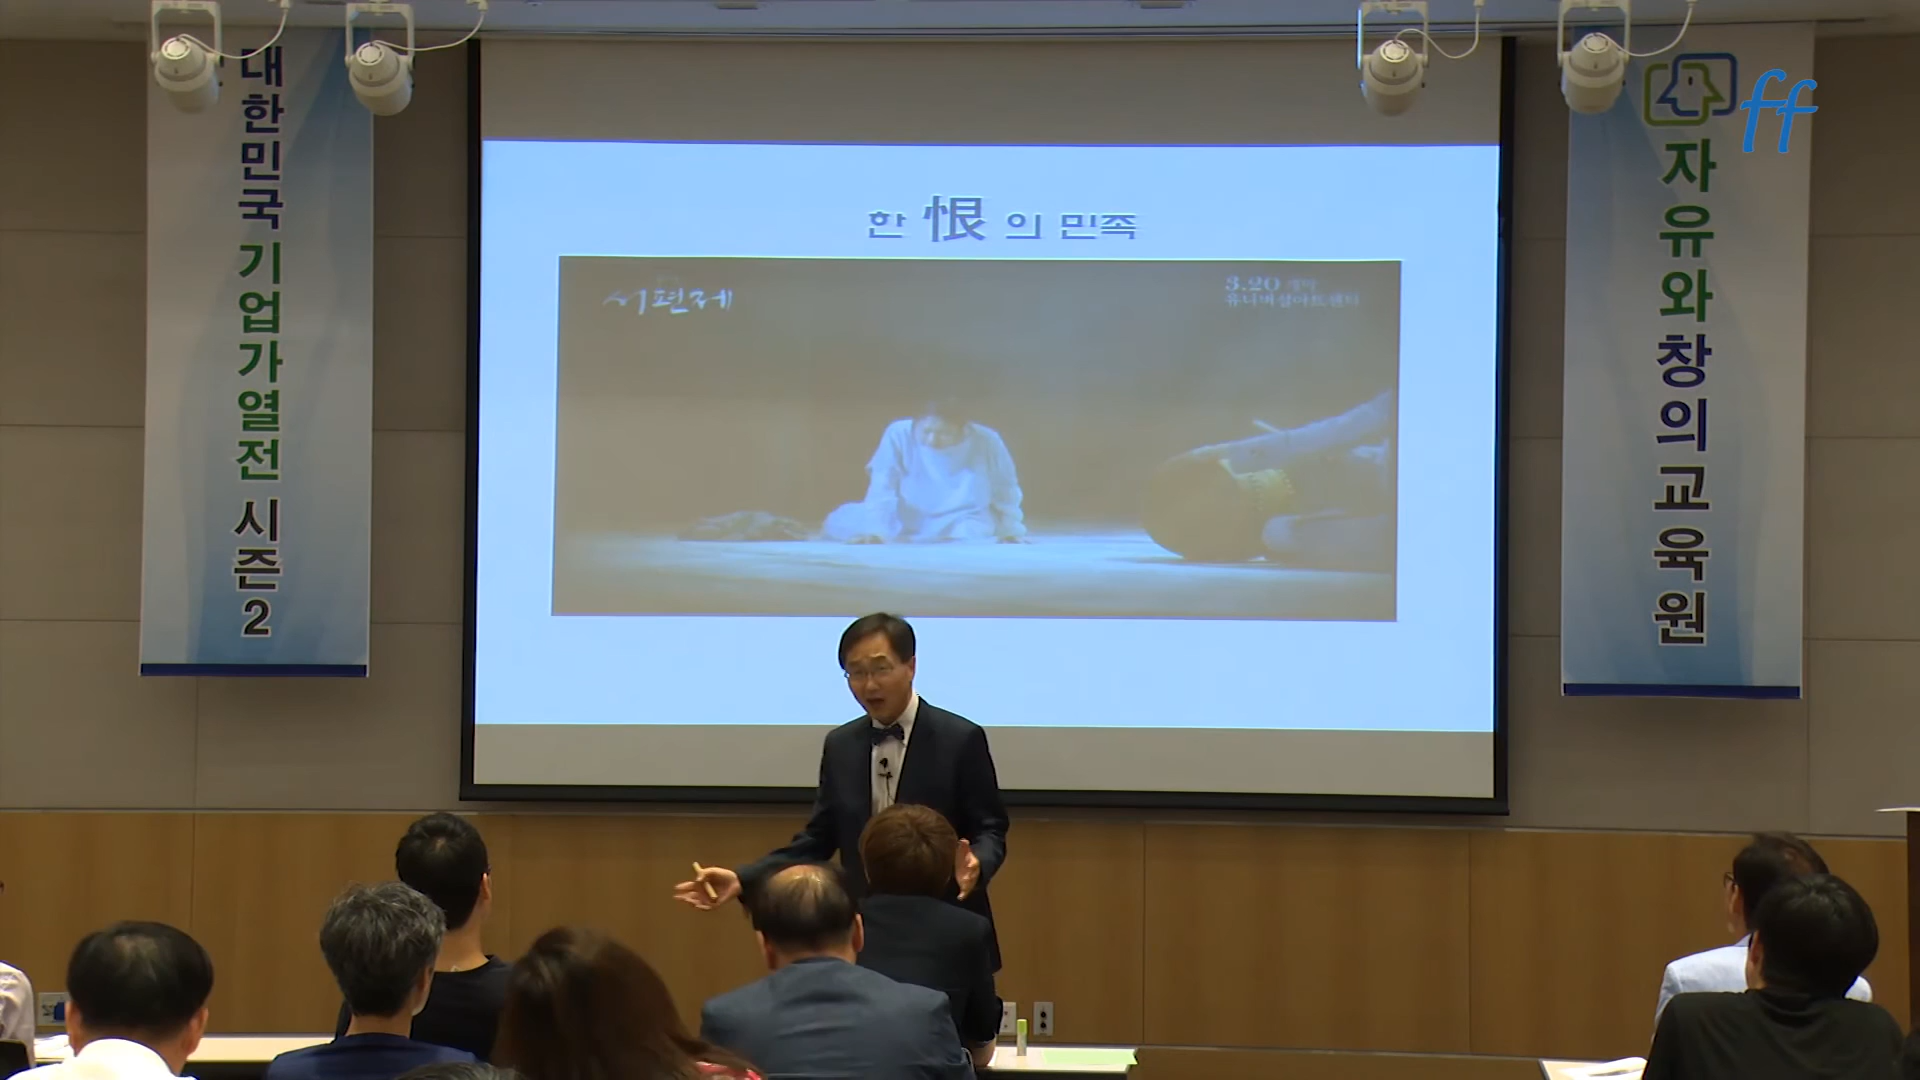 대한민국 기업가열전 시즌2
한 恨 의 민족
서편제
3.20 개막
유니버설아트센터
ff
자유와창의교육원